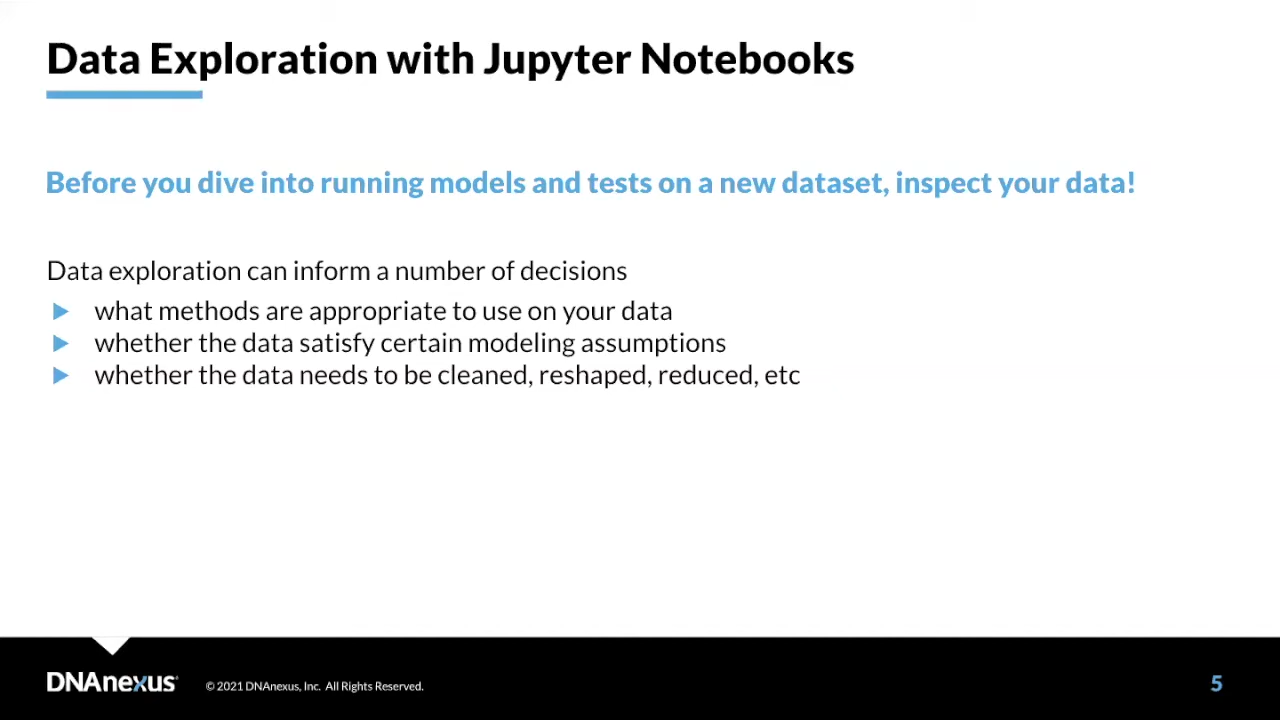 Data Exploration with Jupyter Notebooks
Before you dive into running models and tests on a new dataset, inspect your data!
Data exploration can inform a number of decisions
what methods are appropriate to use on your data
whether the data satisfy certain modeling assumptions
whether the data needs to be cleaned, reshaped, reduced, etc
DNAnexus
© 2021 DNAnexus, Inc. All Rights Reserved.
5